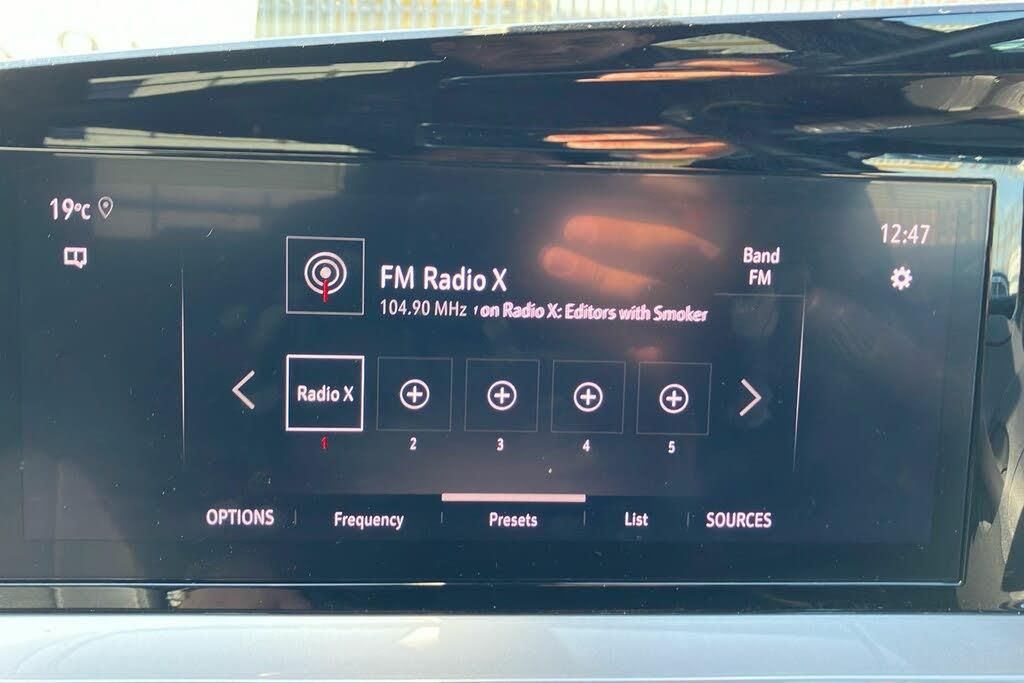 19°C
12:47
Band
FM
FM Radio X
104.90 MHz on Radio X: Editors with Smoker
Radio X
1
2
3
4
5
OPTIONS
Frequency
Presets
List
SOURCES